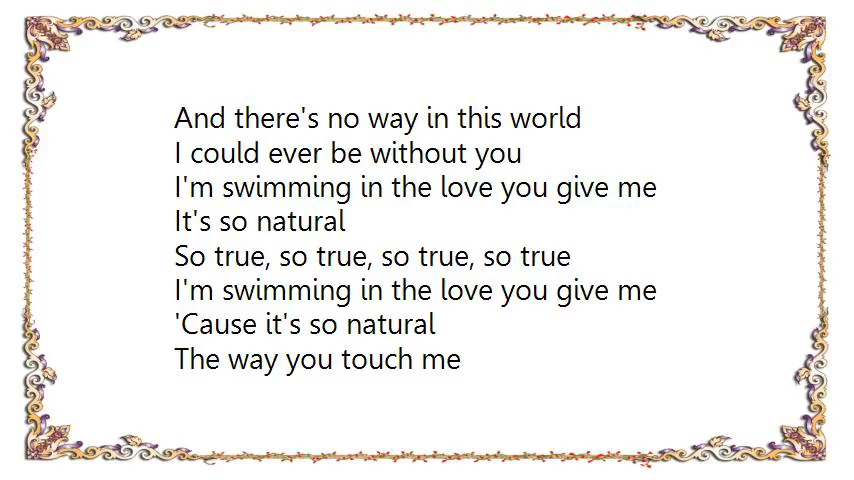 And there's no way in this world
I could ever be without you
I'm swimming in the love you give me
It's so natural
So true, so true, so true, so true
I'm swimming in the love you give me
'Cause it's so natural
The way you touch me